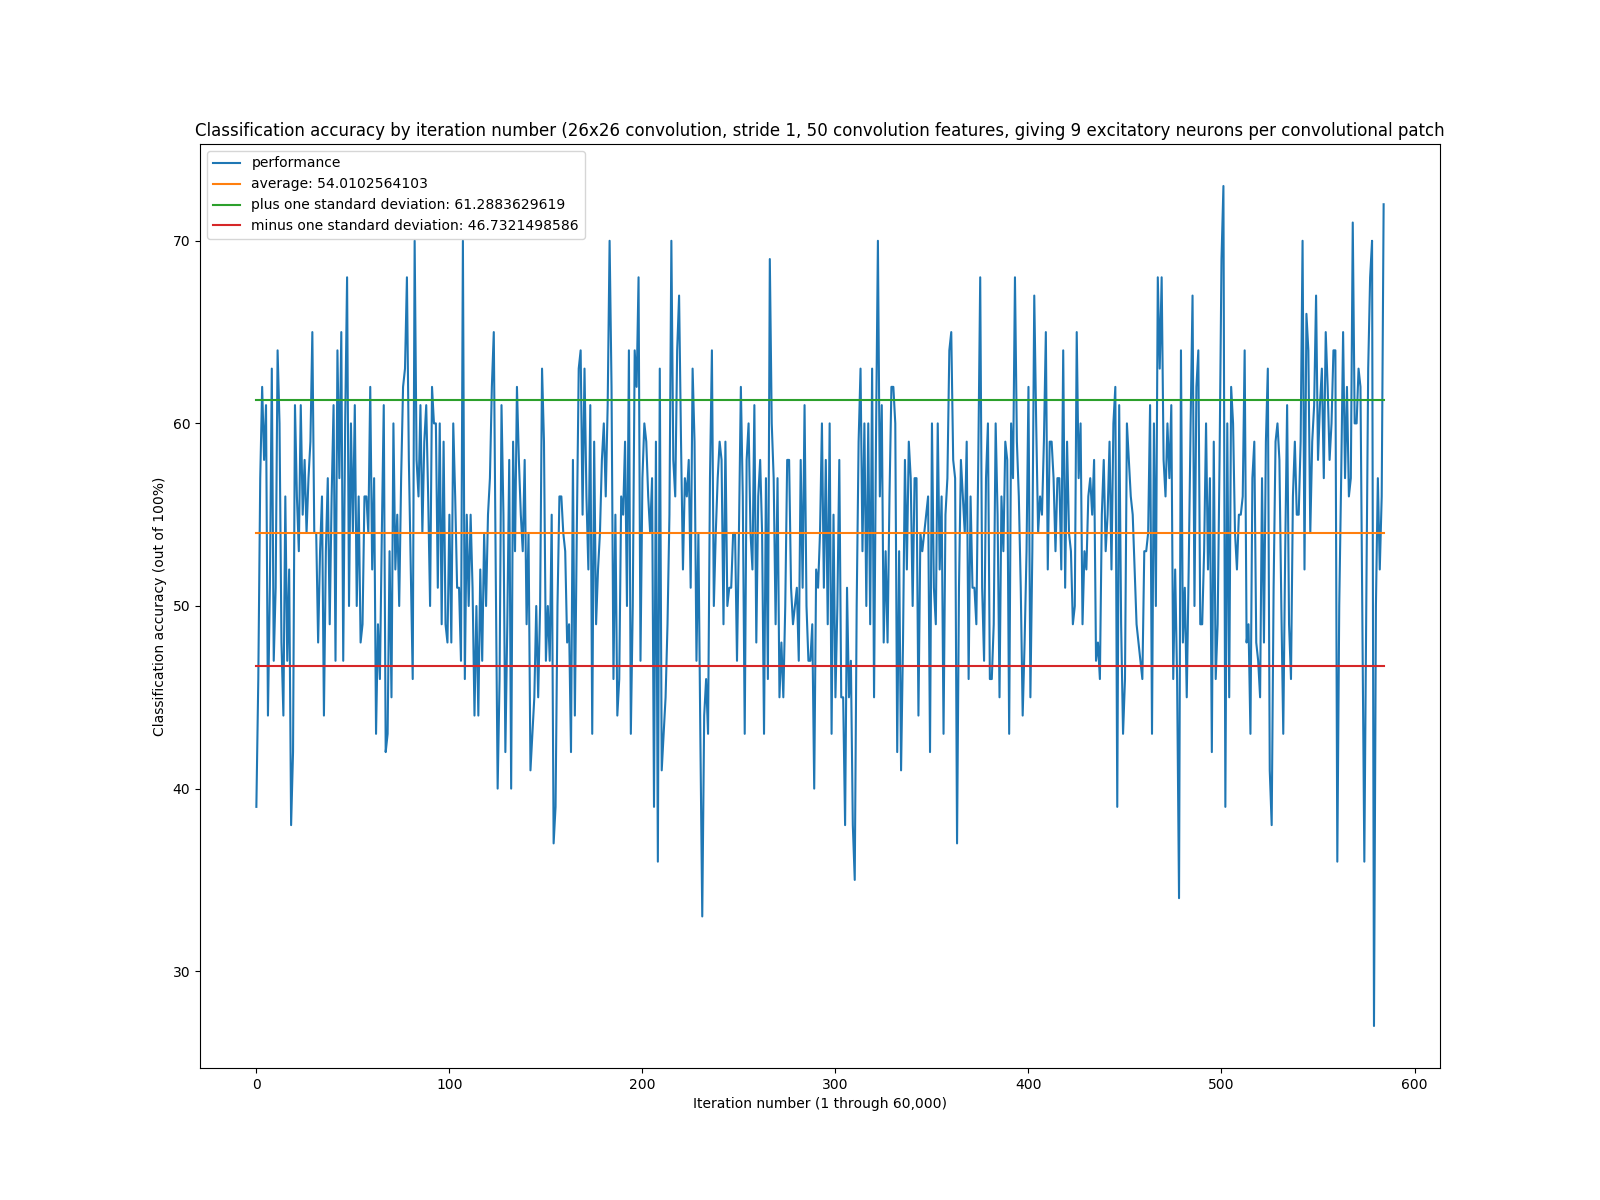 Classification accuracy by iteration number (26x26 convolution, stride 1, 50 convolution features, giving 9 excitatory neurons per convolutional patch
performance
average: 54.0102564103
plus one standard deviation: 61.2883629619
minus one standard deviation: 46.7321498586
70
60
50
40
30
Classification accuracy (out of 100%)
0 100 200 300 400 500 600
Iteration number (1 through 60,000)